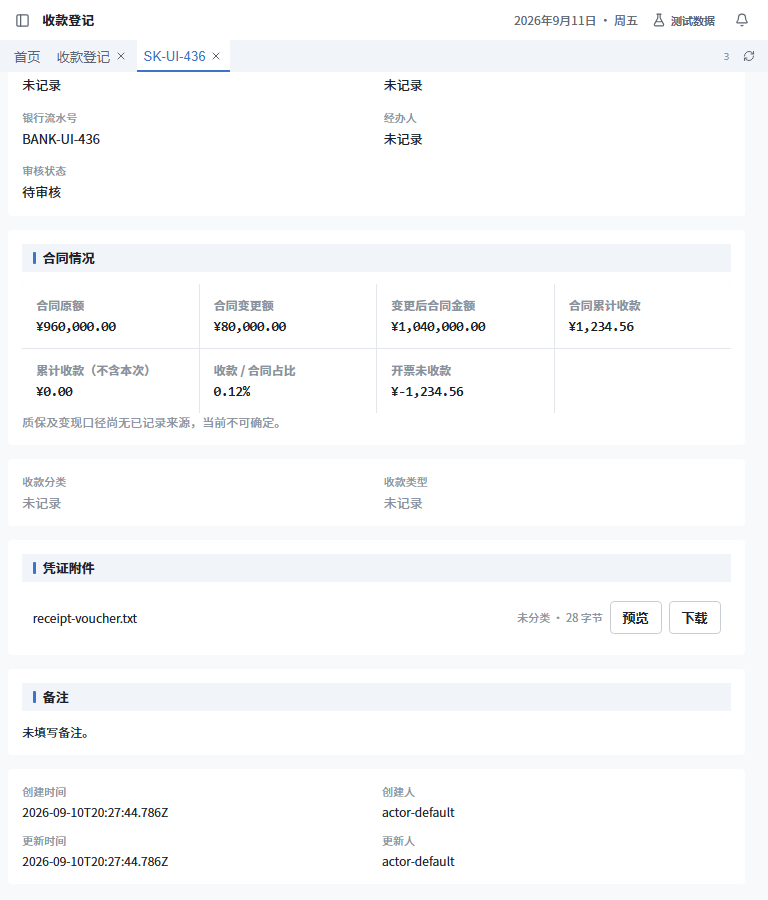 收款登记
2026年9月11日 · 周五 测试数据
首页 收款登记 SK-UI-436 3
未记录 未记录
银行流水号 经办人
BANK-UI-436 未记录
审核状态
待审核
合同情况
合同原额 合同变更额 变更后合同金额 合同累计收款
¥960,000.00 ¥80,000.00 ¥1,040,000.00 ¥1,234.56
累计收款（不含本次） 收款 / 合同占比 开票未收款
¥0.00 0.12% ¥-1,234.56
质保及变现口径尚无已记录来源，当前不可确定。
收款分类 收款类型
未记录 未记录
凭证附件
receipt-voucher.txt 未分类 · 28 字节 预览 下载
备注
未填写备注。
创建时间 创建人
2026-09-10T20:27:44.786Z actor-default
更新时间 更新人
2026-09-10T20:27:44.786Z actor-default